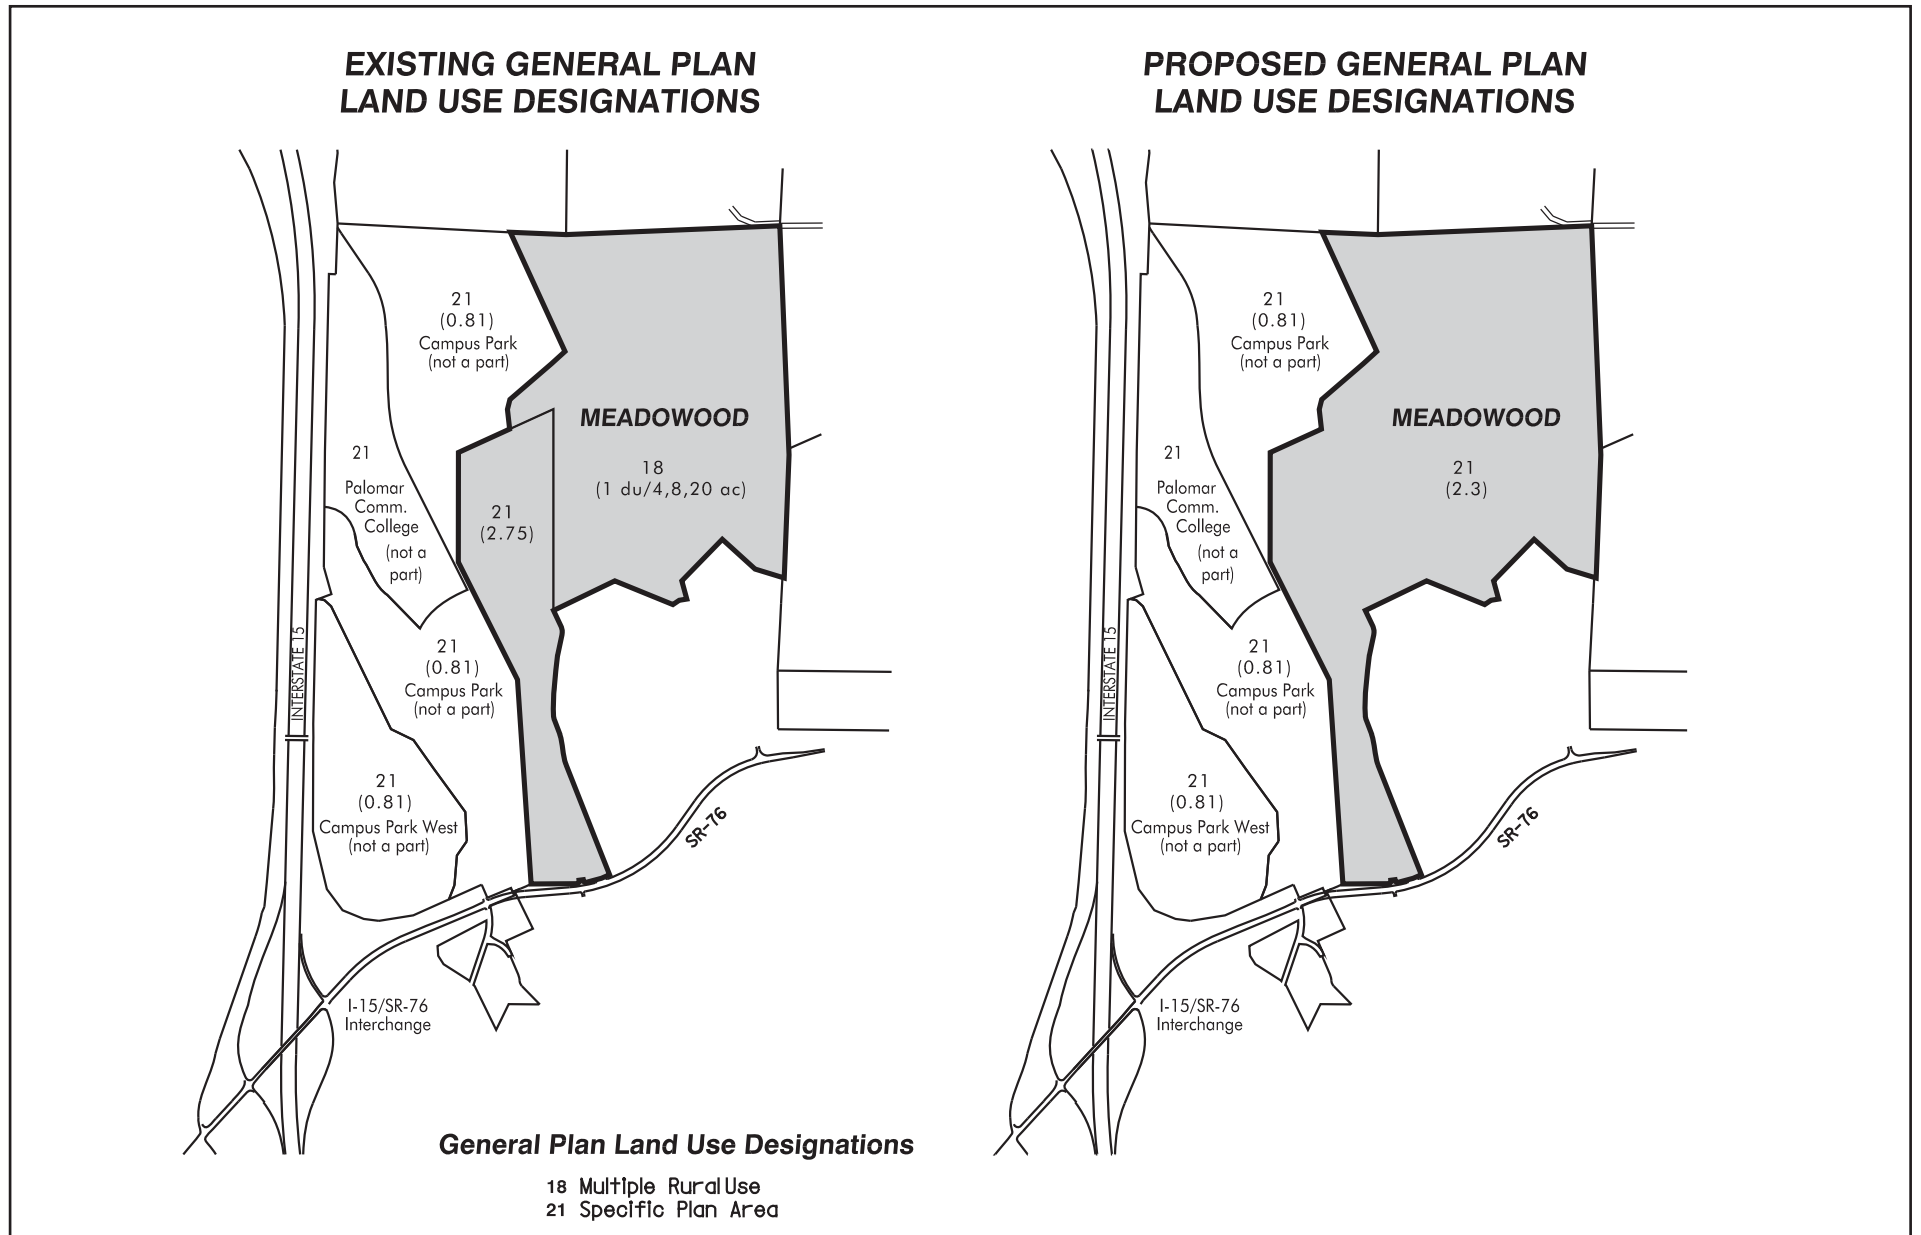 EXISTING GENERAL PLAN
LAND USE DESIGNATIONS
21
(0.81)
Campus Park
(not a part)
MEADOWOOD
18
(1 du/4,8,20 ac)
21
(2.75)
21
Palomar
Comm.
College
(not a
part)
21
(0.81)
Campus Park
(not a part)
INTERSTATE 15
21
(0.81)
Campus Park West
(not a part)
SR-76
I-15/SR-76
Interchange
PROPOSED GENERAL PLAN
LAND USE DESIGNATIONS
21
(0.81)
Campus Park
(not a part)
MEADOWOOD
21
(2.3)
21
Palomar
Comm.
College
(not a
part)
21
(0.81)
Campus Park
(not a part)
INTERSTATE 15
21
(0.81)
Campus Park West
(not a part)
SR-76
I-15/SR-76
Interchange
General Plan Land Use Designations
18 Multiple Rural Use
21 Specific Plan Area